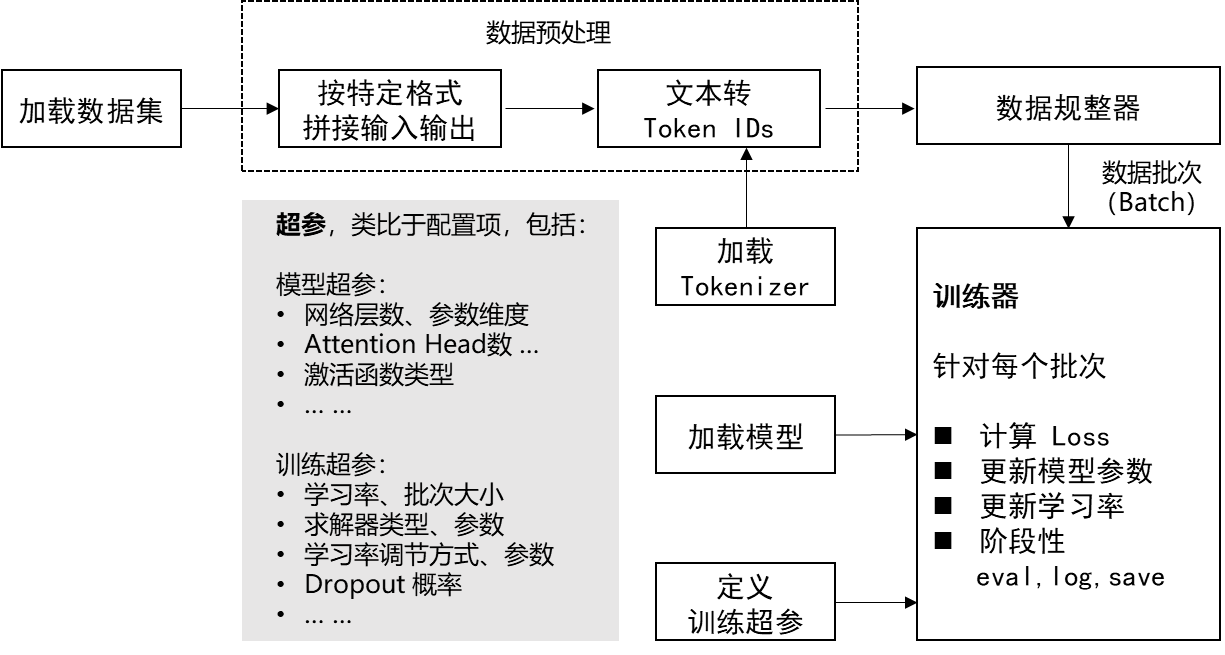 数据预处理
加载数据集
按特定格式
拼接输入输出
文本转
Token IDs
数据规整器
数据批次
（Batch）
加载
Tokenizer
加载模型
定义
训练超参
超参，类比于配置项，包括：
模型超参：
• 网络层数、参数维度
• Attention Head数 ...
• 激活函数类型
• ... ...
训练超参：
• 学习率、批次大小
• 求解器类型、参数
• 学习率调节方式、参数
• Dropout 概率
• ... ...
训练器
针对每个批次
■ 计算 Loss
■ 更新模型参数
■ 更新学习率
■ 阶段性
eval,log,save